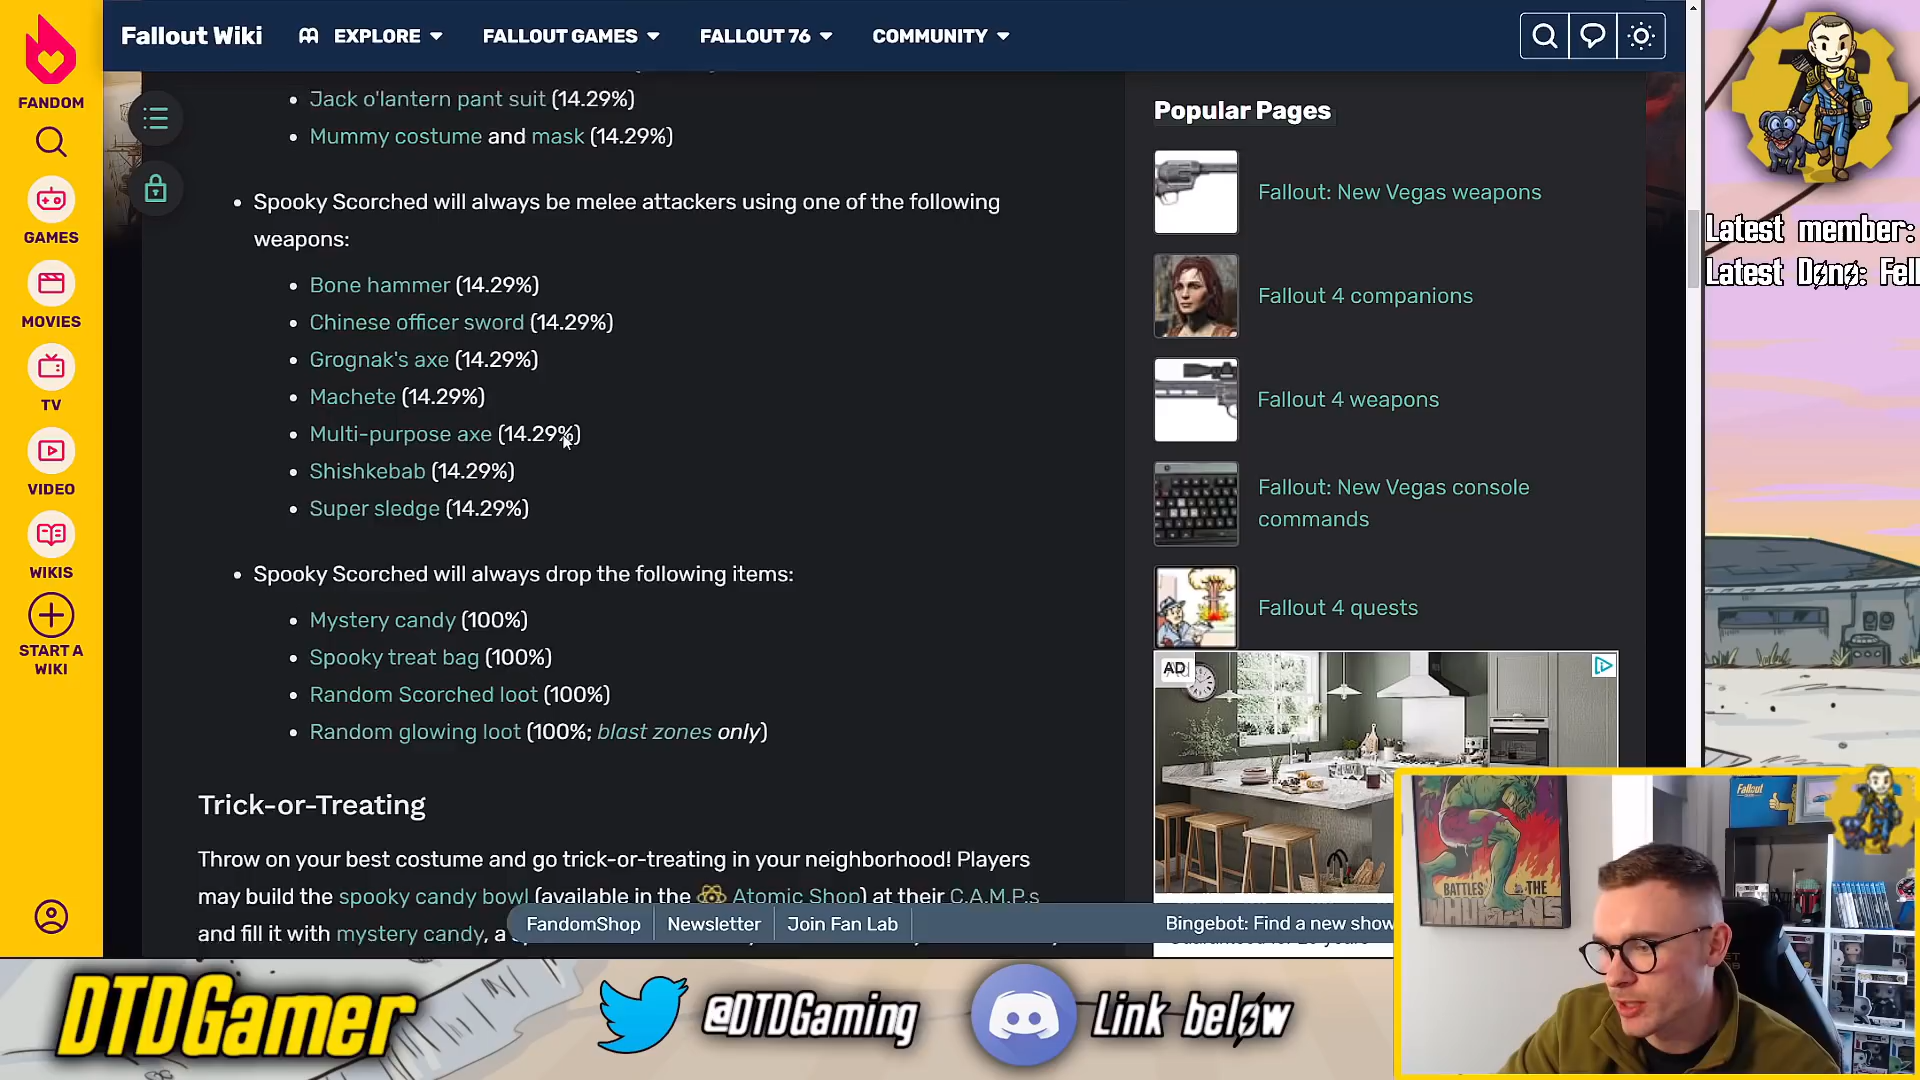 Fallout Wiki
EXPLORE
FALLOUT GAMES
FALLOUT 76
COMMUNITY
FANDOM
GAMES
MOVIES
TV
VIDEO
WIKIS
START A
WIKI
Jack o'lantern pant suit (14.29%)
Mummy costume and mask (14.29%)
Spooky Scorched will always be melee attackers using one of the following
weapons:
Bone hammer (14.29%)
Chinese officer sword (14.29%)
Grognak's axe (14.29%)
Machete (14.29%)
Multi-purpose axe (14.29%)
Shishkebab (14.29%)
Super sledge (14.29%)
Spooky Scorched will always drop the following items:
Mystery candy (100%)
Spooky treat bag (100%)
Random Scorched loot (100%)
Random glowing loot (100%; blast zones only)
Trick-or-Treating
Throw on your best costume and go trick-or-treating in your neighborhood! Players
may build the spooky candy bowl (available in the Atomic Shop) at their C.A.M.P.s
and fill it with mystery candy, a
FandomShop
Newsletter
Join Fan Lab
Bingebot: Find a new show
Popular Pages
Fallout: New Vegas weapons
Fallout 4 companions
Fallout 4 weapons
Fallout: New Vegas console
commands
Fallout 4 quests
AD
Latest member:
Latest Dono: Fell
BATTLES THE
INHUMANS
Fallout
DTDGamer
@DTDGaming
Link below